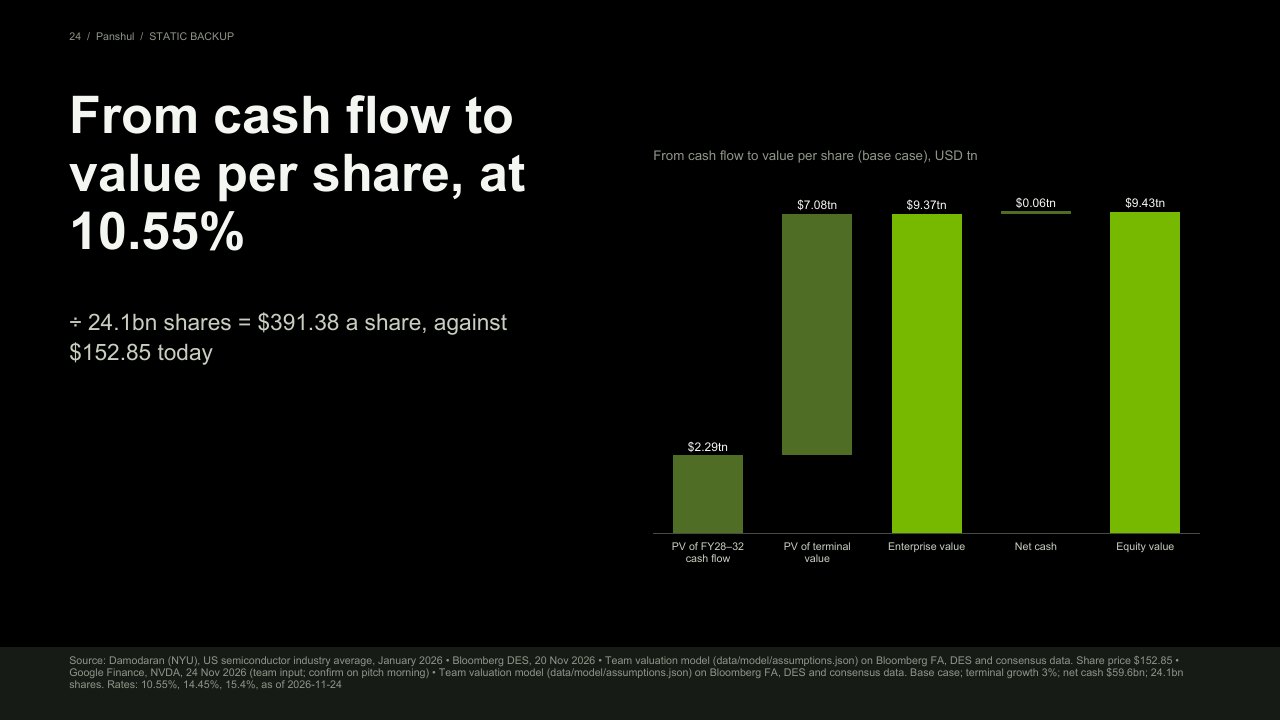 24 / Panshul / STATIC BACKUP
From cash flow to
value per share, at
10.55%
÷ 24.1bn shares = $391.38 a share, against
$152.85 today
From cash flow to value per share (base case), USD tn
$2.29tn
$7.08tn
$9.37tn
$0.06tn
$9.43tn
PV of FY28–32
cash flow
PV of terminal
value
Enterprise value
Net cash
Equity value
Source: Damodaran (NYU), US semiconductor industry average, January 2026 • Bloomberg DES, 20 Nov 2026 • Team valuation model (data/model/assumptions.json) on Bloomberg FA, DES and consensus data. Share price $152.85 •
Google Finance, NVDA, 24 Nov 2026 (team input; confirm on pitch morning) • Team valuation model (data/model/assumptions.json) on Bloomberg FA, DES and consensus data. Base case; terminal growth 3%; net cash $59.6bn; 24.1bn
shares. Rates: 10.55%, 14.45%, 15.4%, as of 2026-11-24